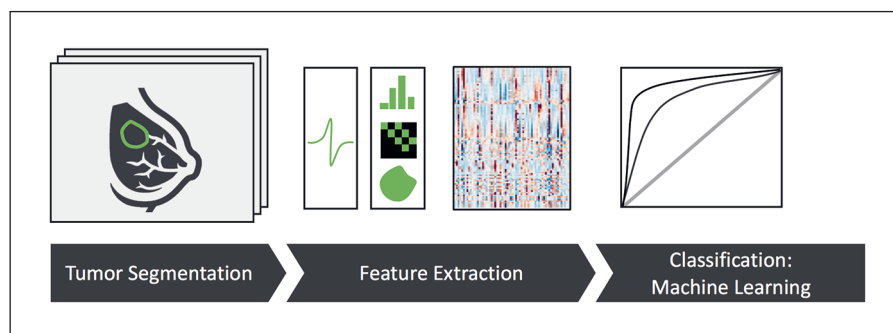 Tumor Segmentation
Feature Extraction
Classification:
Machine Learning